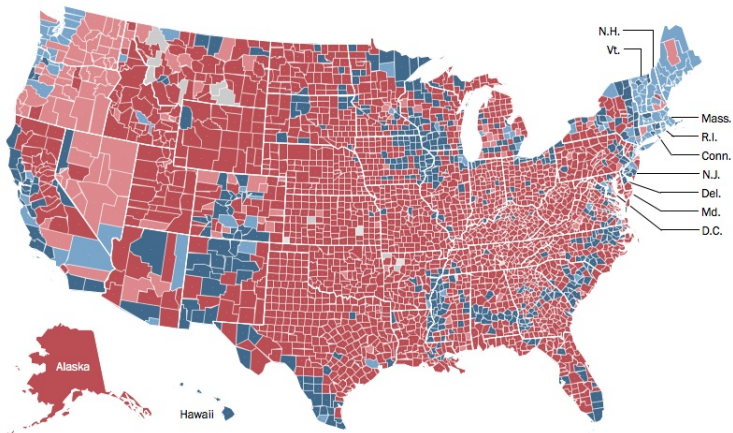 N.H.
Vt.
Mass.
R.I.
Conn.
N.J.
Del.
Md.
D.C.
Alaska
Hawaii